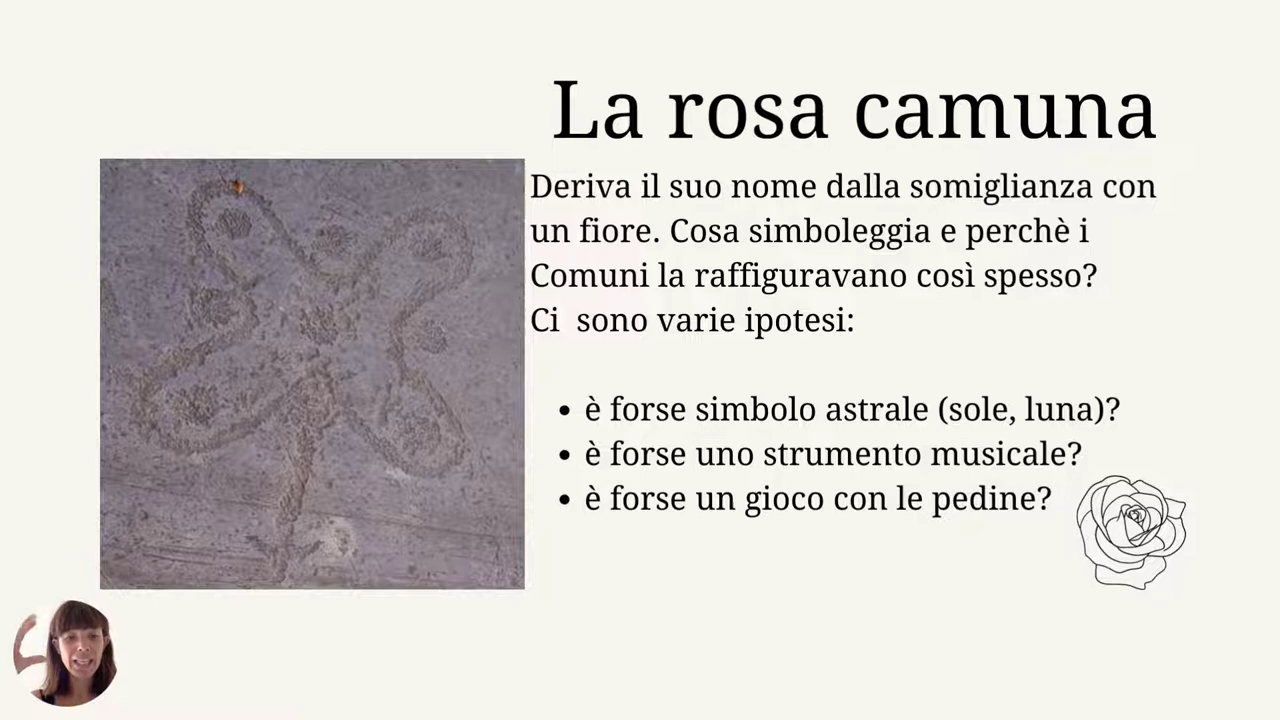 La rosa camuna
Deriva il suo nome dalla somiglianza con
un fiore. Cosa simboleggia e perchè i
Comuni la raffiguravano così spesso?
Ci  sono varie ipotesi:
• è forse simbolo astrale (sole, luna)?
• è forse uno strumento musicale?
• è forse un gioco con le pedine?